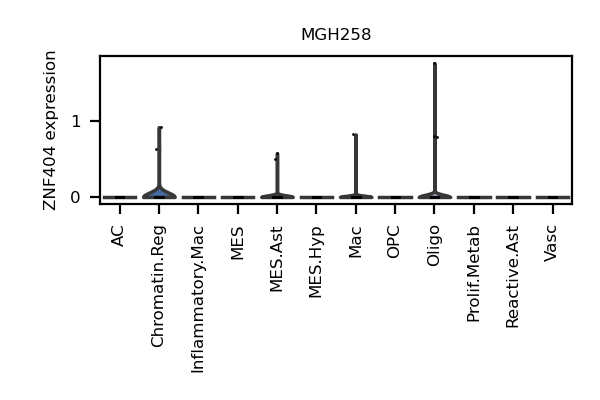 MGH258
ZNF404 expression
1
0
AC
Chromatin.Reg
Inflammatory.Mac
MES
MES.Ast
MES.Hyp
Mac
OPC
Oligo
Prolif.Metab
Reactive.Ast
Vasc